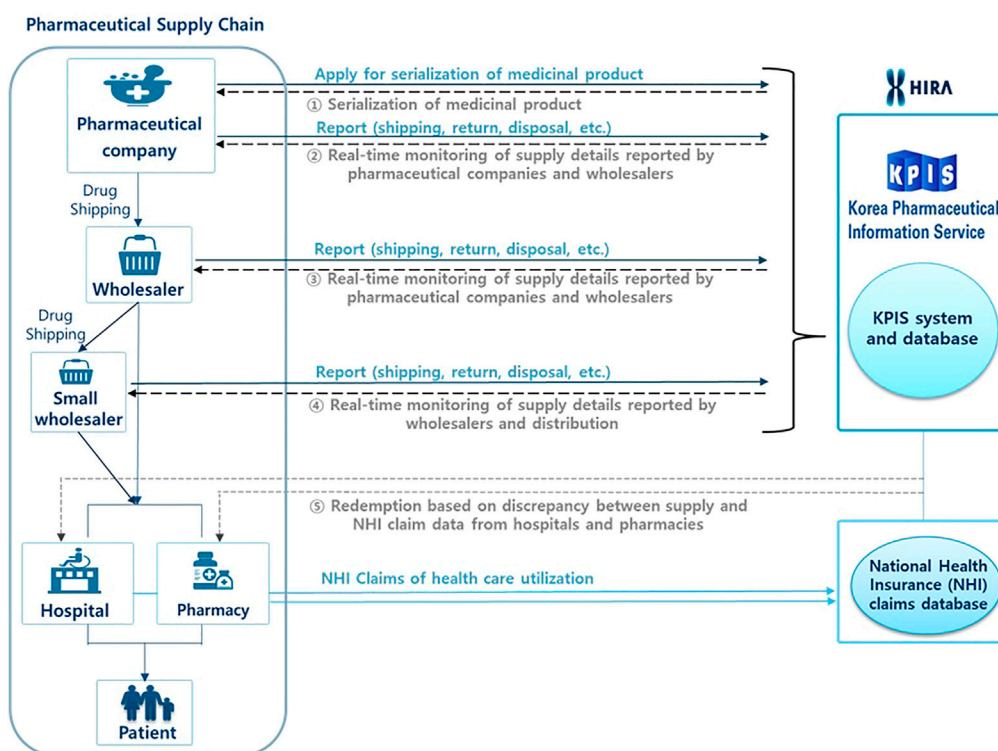 Pharmaceutical Supply Chain
Pharmaceutical
company
Drug
Shipping
Wholesaler
Drug
Shipping
Small
wholesaler
Hospital
Pharmacy
Patient
Apply for serialization of medicinal product
① Serialization of medicinal product
Report (shipping, return, disposal, etc.)
② Real-time monitoring of supply details reported by
pharmaceutical companies and wholesalers
Report (shipping, return, disposal, etc.)
③ Real-time monitoring of supply details reported by
pharmaceutical companies and wholesalers
Report (shipping, return, disposal, etc.)
④ Real-time monitoring of supply details reported by
wholesalers and distribution
⑤ Redemption based on discrepancy between supply and
NHI claim data from hospitals and pharmacies
NHI Claims of health care utilization
HIRA
KPIS
Korea Pharmaceutical
Information Service
KPIS system
and database
National Health
Insurance (NHI)
claims database